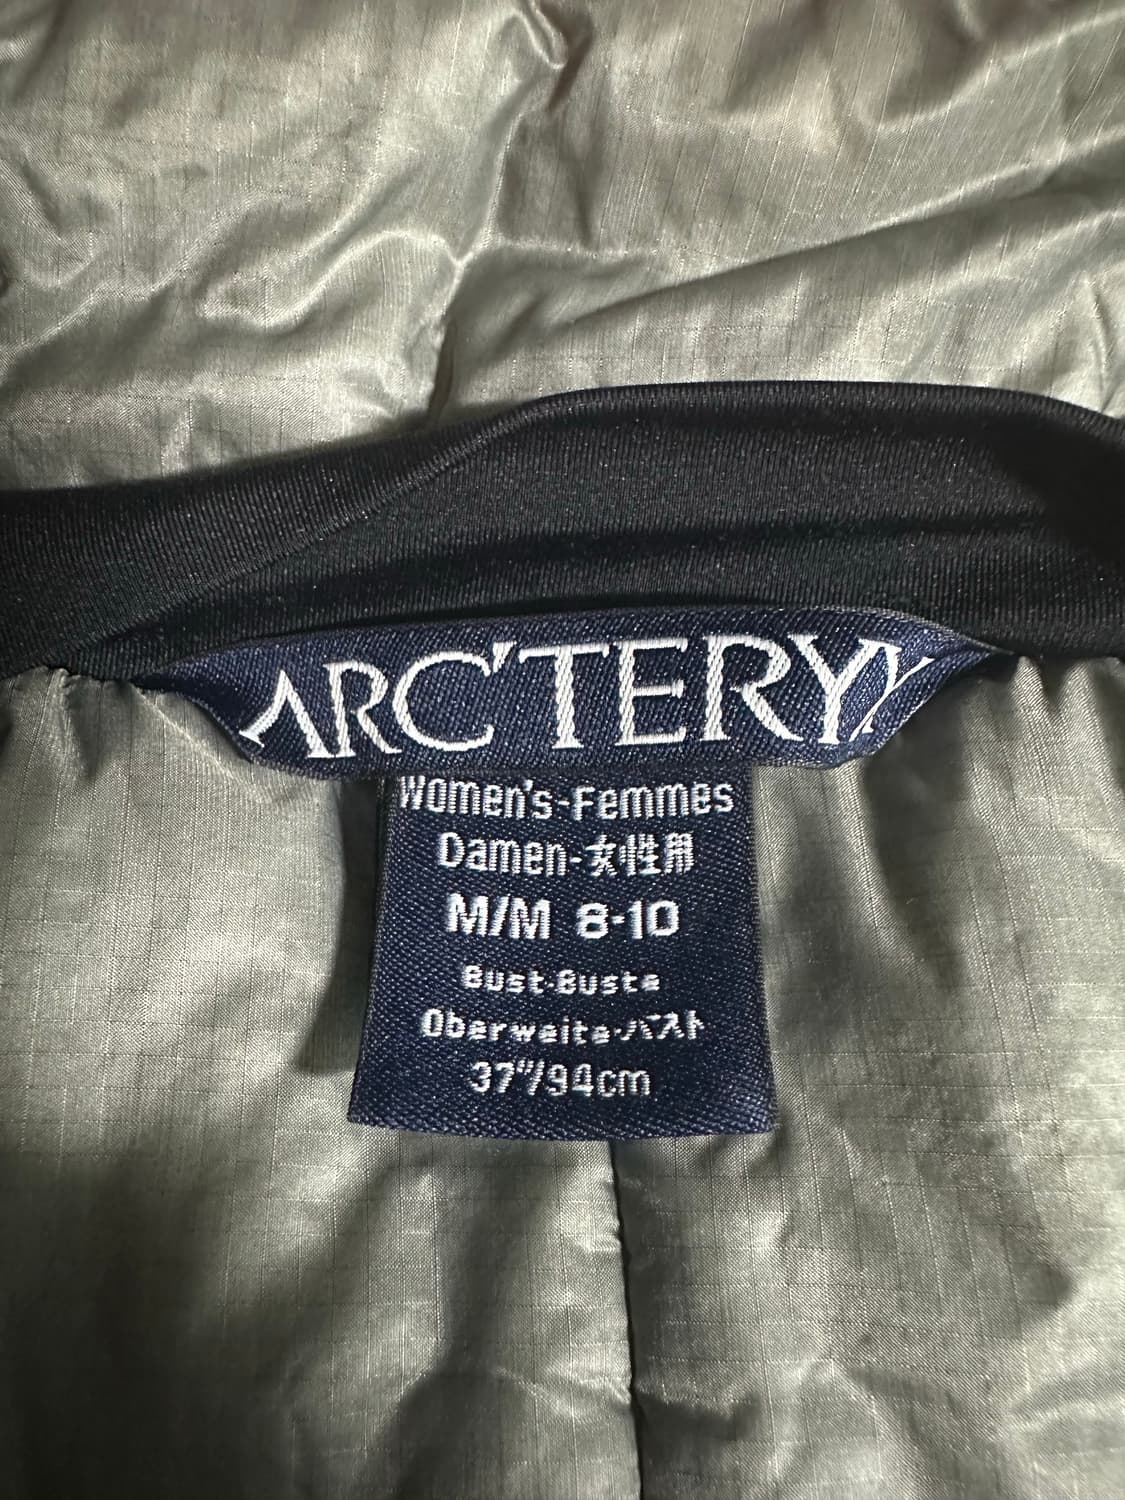 ARC'TERYX
Women's-Femmes
Damen-女性用
M/M 8-10
Bust-Buste
Oberweite-バスト
37"/94cm